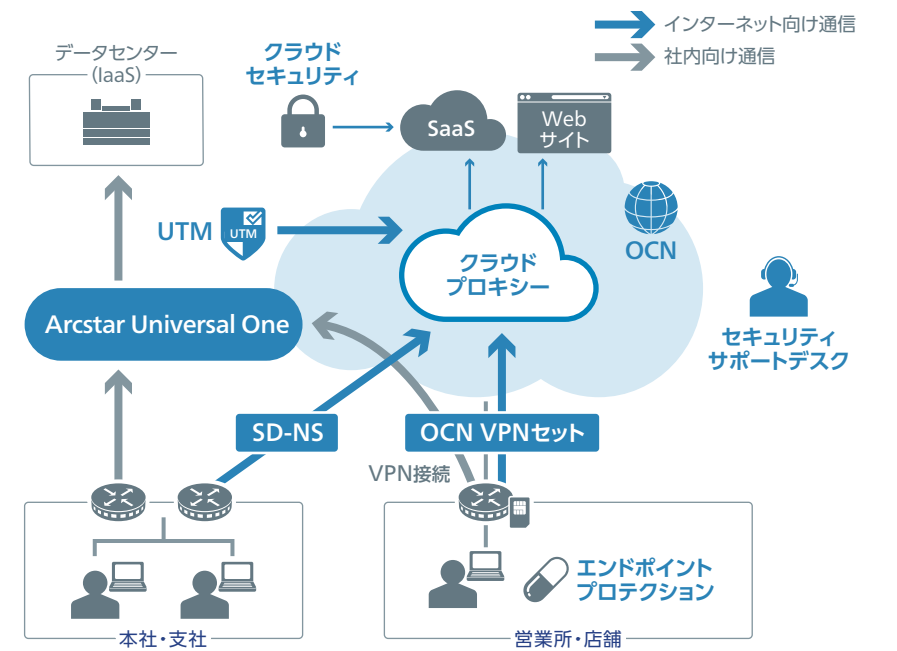 インターネット向け通信
社内向け通信
データセンター
（IaaS）
クラウド
セキュリティ
SaaS
Web
サイト
UTM
UTM
OCN
クラウド
プロキシー
Arcstar Universal One
セキュリティ
サポートデスク
SD-NS
OCN VPNセット
VPN接続
エンドポイント
プロテクション
本社・支社
営業所・店舗